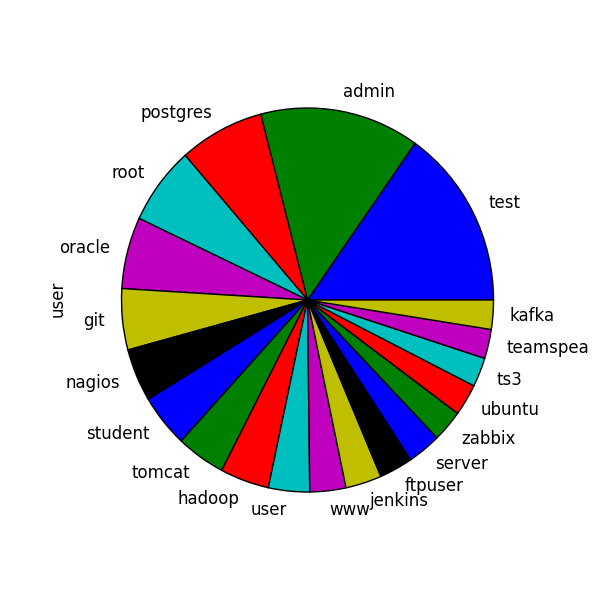 admin
postgres
root
test
oracle
user
git
kafka
nagios
teamspea
ts3
student
ubuntu
tomcat
zabbix
hadoop
server
user
ftpuser
www
jenkins